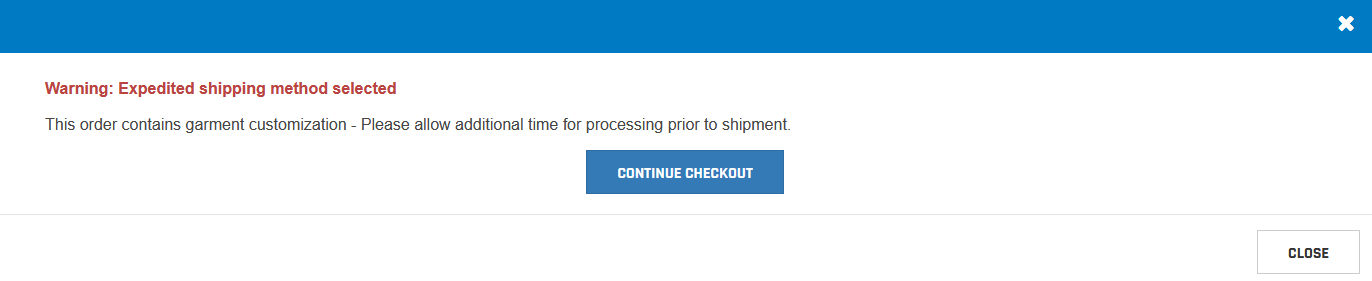 Warning: Expedited shipping method selected
This order contains garment customization - Please allow additional time for processing prior to shipment.
CONTINUE CHECKOUT
CLOSE